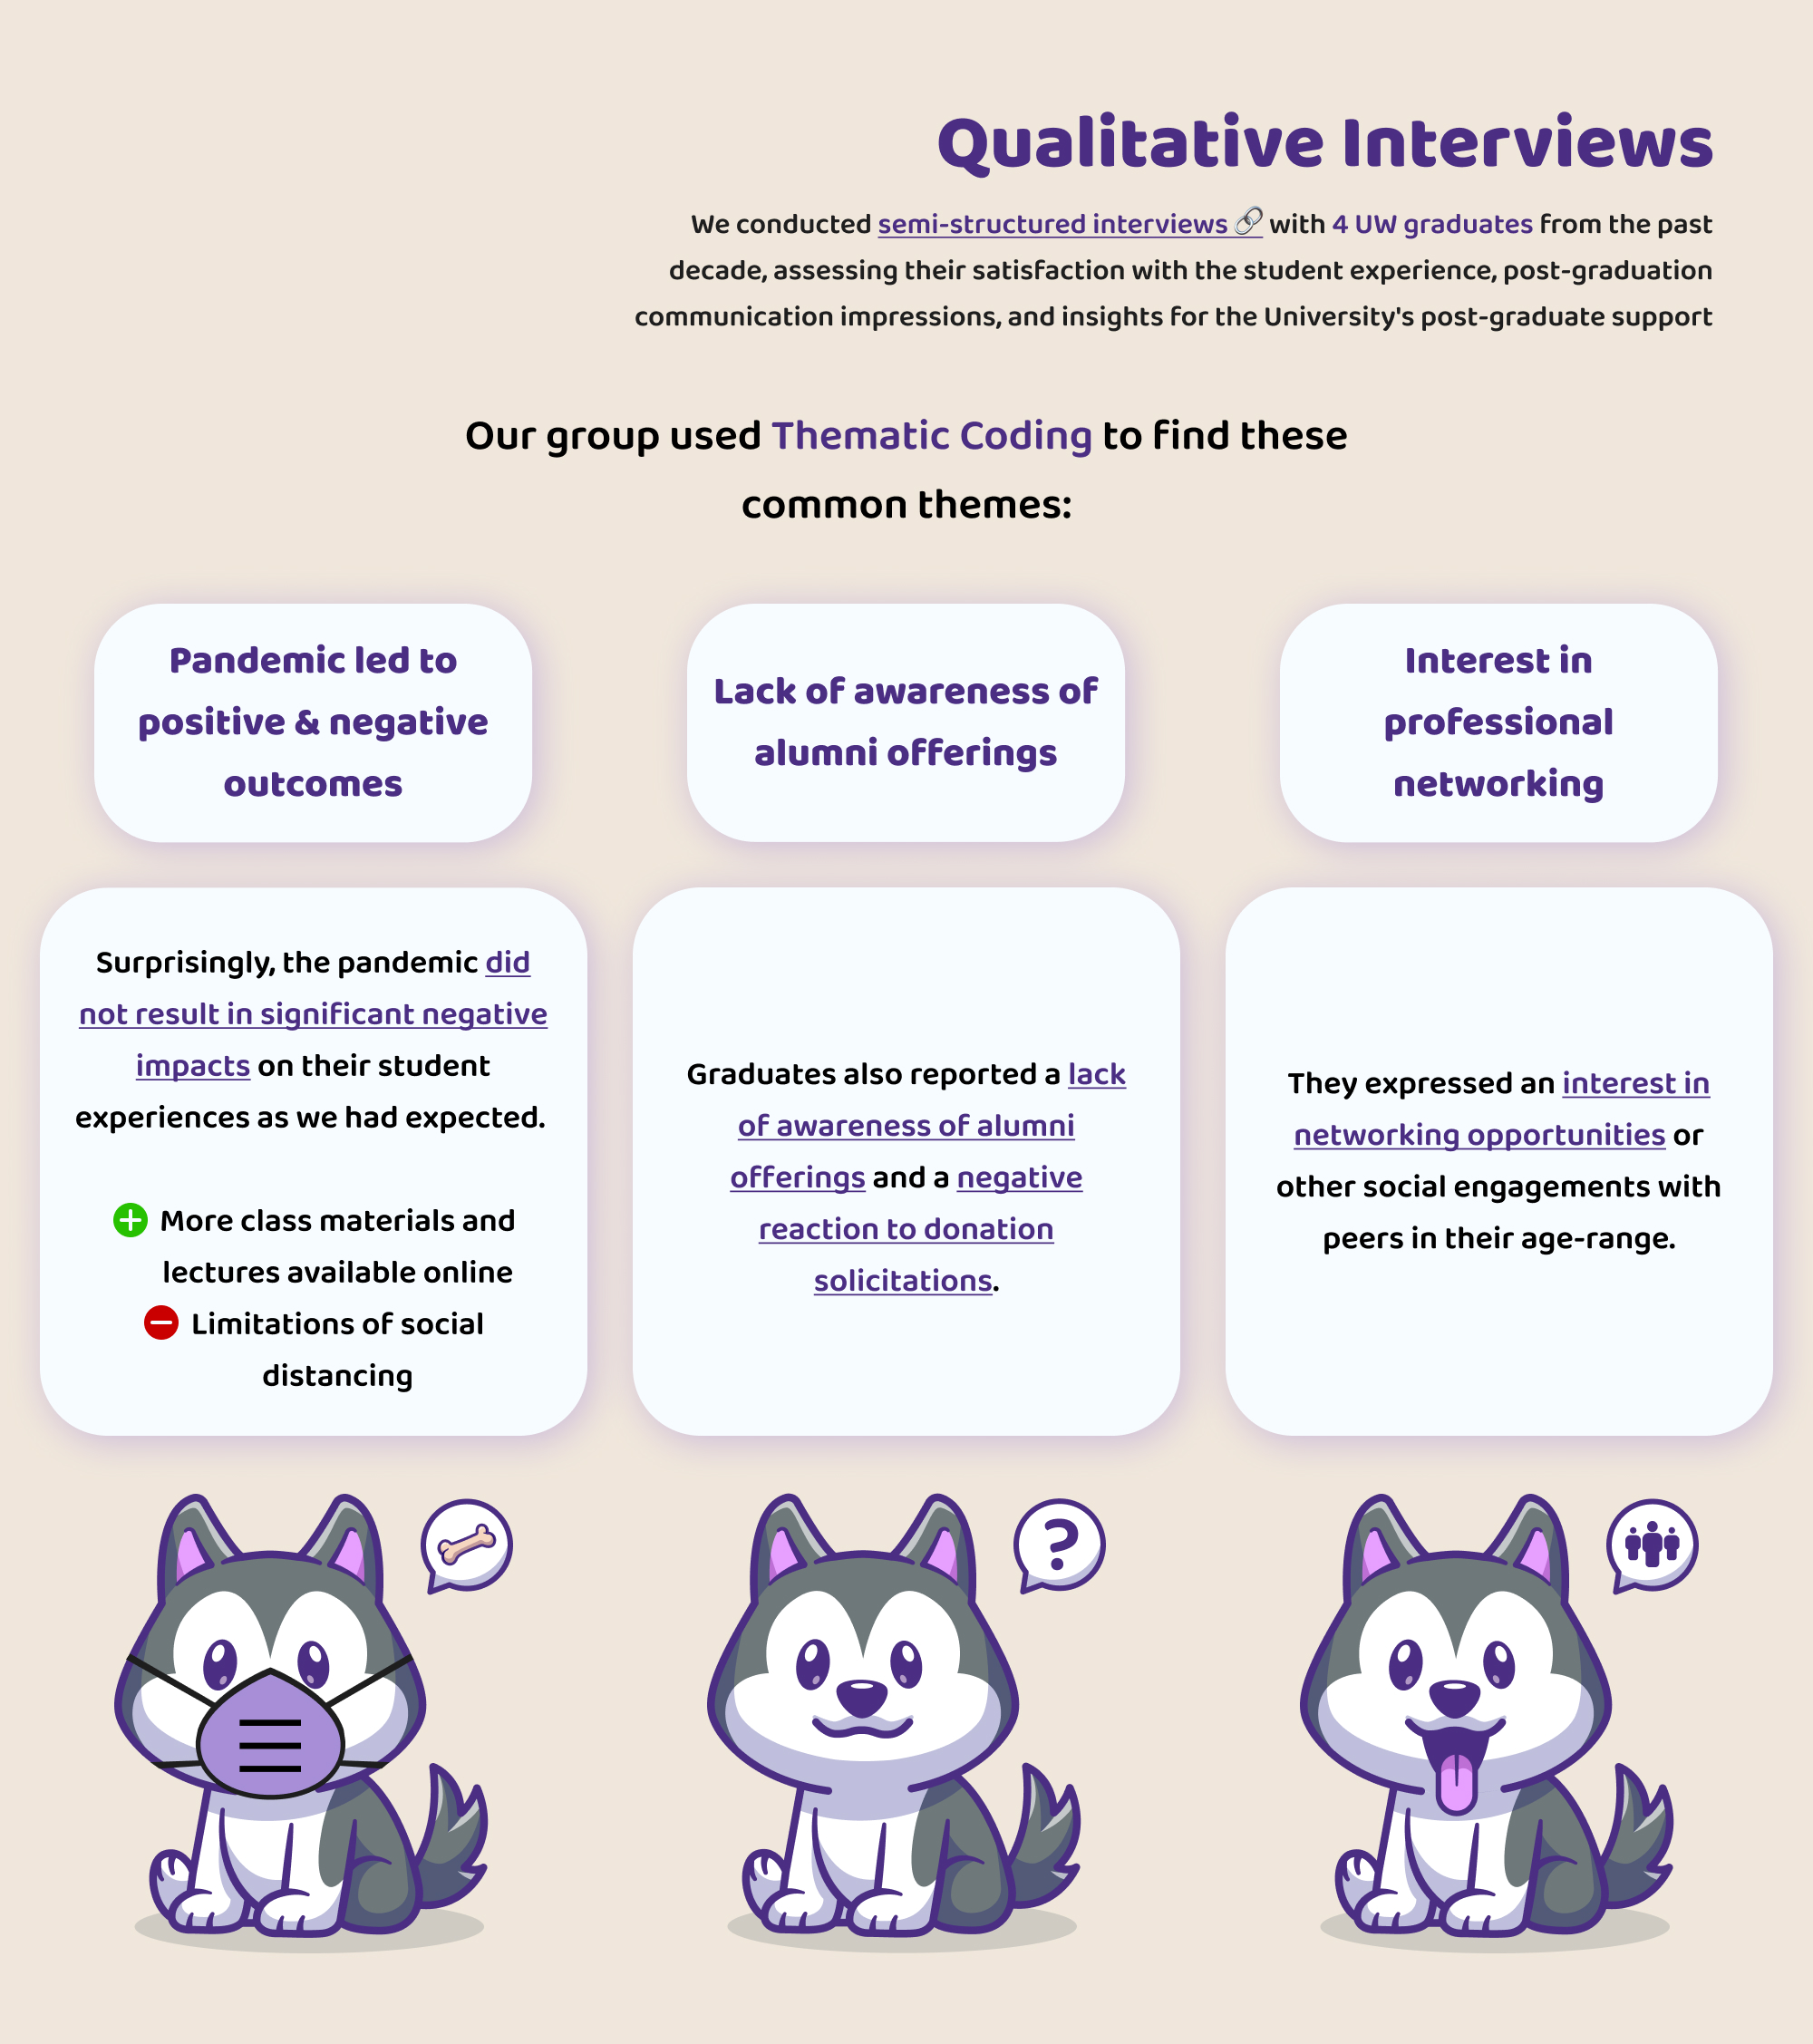 Qualitative Interviews
We conducted semi-structured interviews 🔗 with 4 UW graduates from the past
decade, assessing their satisfaction with the student experience, post-graduation
communication impressions, and insights for the University's post-graduate support
Our group used Thematic Coding to find these
common themes:
Pandemic led to
positive & negative
outcomes
Surprisingly, the pandemic did
not result in significant negative
impacts on their student
experiences as we had expected.
More class materials and
lectures available online
Limitations of social
distancing
Lack of awareness of
alumni offerings
Graduates also reported a lack
of awareness of alumni
offerings and a negative
reaction to donation
solicitations.
Interest in
professional
networking
They expressed an interest in
networking opportunities or
other social engagements with
peers in their age-range.
?